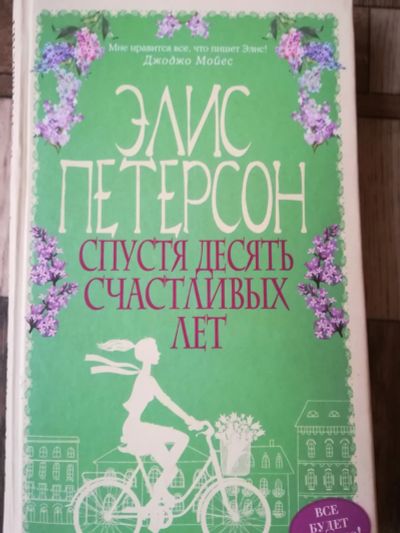 Мне нравится все, что пишет Элис!
Джоджо Мойес
ЭЛИС
ПЕТЕРСОН
СПУСТЯ ДЕСЯТЬ
СЧАСТЛИВЫХ
ЛЕТ
ВСЕ
БУДЕТ